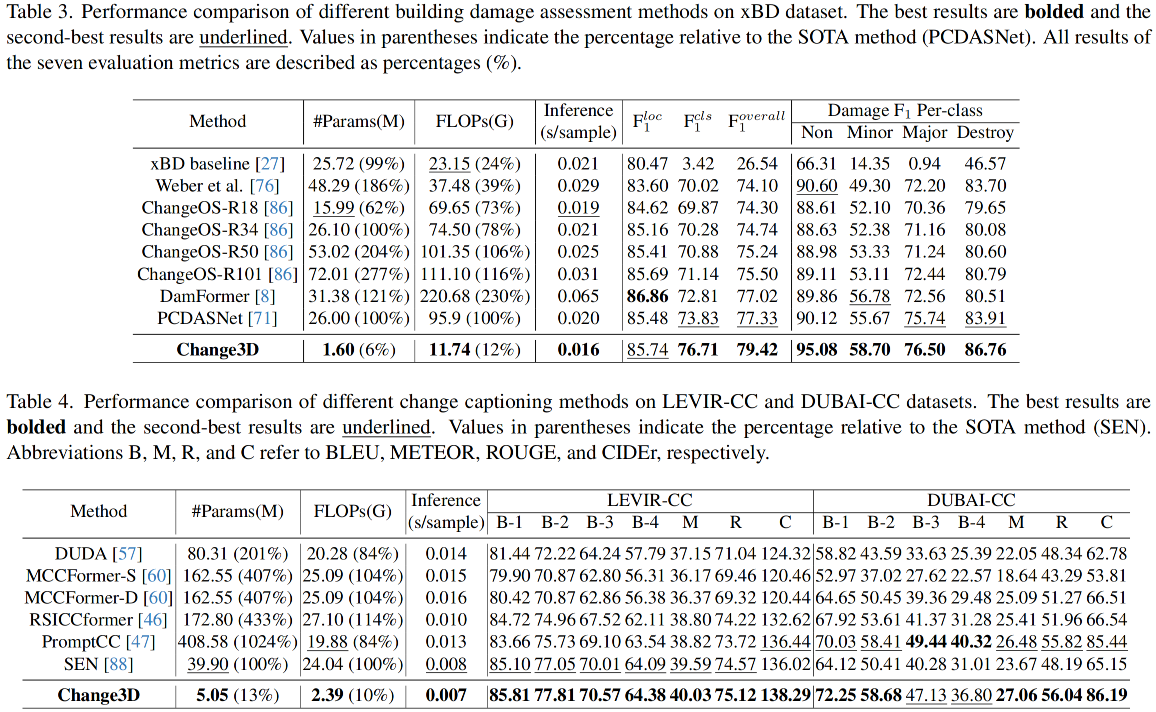 Table 3. Performance comparison of different building damage assessment methods on xBD dataset. The best results are bolded and the
second-best results are underlined. Values in parentheses indicate the percentage relative to the SOTA method (PCDASNet). All results of
the seven evaluation metrics are described as percentages (%).
Method #Params(M) FLOPs(G) Inference (s/sample) F₁^loc F₁^cls F₁^overall Damage F₁ Per-class
Non Minor Major Destroy
xBD baseline [27] 25.72 (99%) 23.15 (24%) 0.021 80.47 3.42 26.54 66.31 14.35 0.94 46.57
Weber et al. [76] 48.29 (186%) 37.48 (39%) 0.029 83.60 70.02 74.10 90.60 49.30 72.20 83.70
ChangeOS-R18 [86] 15.99 (62%) 69.65 (73%) 0.019 84.62 69.87 74.30 88.61 52.10 70.36 79.65
ChangeOS-R34 [86] 26.10 (100%) 74.50 (78%) 0.021 85.16 70.28 74.74 88.63 52.38 71.16 80.08
ChangeOS-R50 [86] 53.02 (204%) 101.35 (106%) 0.025 85.41 70.88 75.24 88.98 53.33 71.24 80.60
ChangeOS-R101 [86] 72.01 (277%) 111.10 (116%) 0.031 85.69 71.14 75.50 89.11 53.11 72.44 80.79
DamFormer [8] 31.38 (121%) 220.68 (230%) 0.065 86.86 72.81 77.02 89.86 56.78 72.56 80.51
PCDASNet [71] 26.00 (100%) 95.9 (100%) 0.020 85.48 73.83 77.33 90.12 55.67 75.74 83.91
Change3D 1.60 (6%) 11.74 (12%) 0.016 85.74 76.71 79.42 95.08 58.70 76.50 86.76
Table 4. Performance comparison of different change captioning methods on LEVIR-CC and DUBAI-CC datasets. The best results are
bolded and the second-best results are underlined. Values in parentheses indicate the percentage relative to the SOTA method (SEN).
Abbreviations B, M, R, and C refer to BLEU, METEOR, ROUGE, and CIDEr, respectively.
Method #Params(M) FLOPs(G) Inference (s/sample) LEVIR-CC DUBAI-CC
B-1 B-2 B-3 B-4 M R C B-1 B-2 B-3 B-4 M R C
DUDA [57] 80.31 (201%) 20.28 (84%) 0.014 81.44 72.22 64.24 57.79 37.15 71.04 124.32 58.82 43.59 33.63 25.39 22.05 48.34 62.78
MCCFormer-S [60] 162.55 (407%) 25.09 (104%) 0.015 79.90 70.87 62.80 56.31 36.17 69.46 120.46 52.97 37.02 27.62 22.57 18.64 43.29 53.81
MCCFormer-D [60] 162.55 (407%) 25.09 (104%) 0.016 80.42 70.87 62.86 56.38 36.37 69.32 120.44 64.65 50.45 39.36 29.48 25.09 51.27 66.51
RSICCformer [46] 172.80 (433%) 27.10 (114%) 0.010 84.72 74.96 67.52 62.11 38.80 74.22 132.62 67.92 53.61 41.37 31.28 25.41 51.96 66.54
PromptCC [47] 408.58 (1024%) 19.88 (84%) 0.013 83.66 75.73 69.10 63.54 38.82 73.72 136.44 70.03 58.41 49.44 40.32 26.48 55.82 85.44
SEN [88] 39.90 (100%) 24.04 (100%) 0.008 85.10 77.05 70.01 64.09 39.59 74.57 136.02 64.12 50.41 40.28 31.01 23.67 48.19 65.15
Change3D 5.05 (13%) 2.39 (10%) 0.007 85.81 77.81 70.57 64.38 40.03 75.12 138.29 72.25 58.68 47.13 36.80 27.06 56.04 86.19